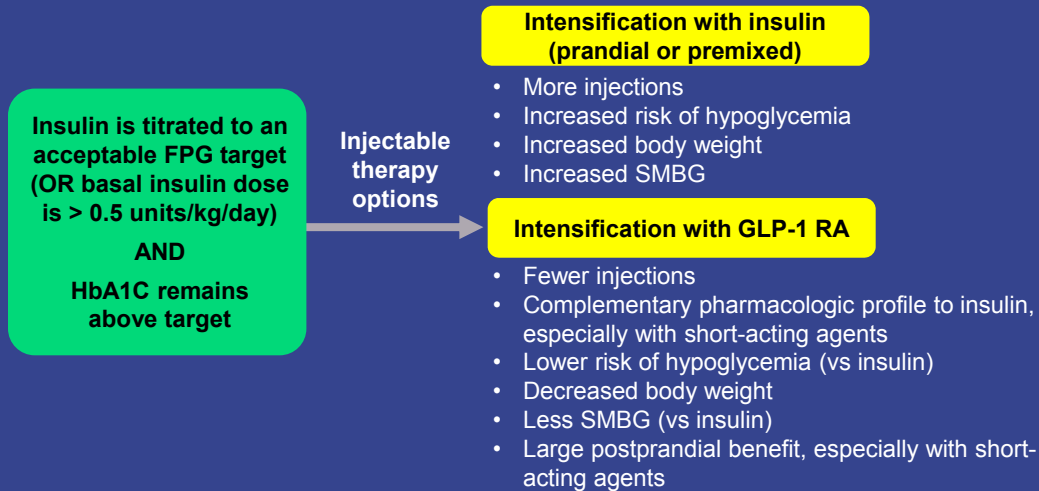 Insulin is titrated to an
acceptable FPG target
(OR basal insulin dose
is > 0.5 units/kg/day)
AND
HbA1C remains
above target
Injectable
therapy
options
Intensification with insulin
(prandial or premixed)
• More injections
• Increased risk of hypoglycemia
• Increased body weight
• Increased SMBG
Intensification with GLP-1 RA
• Fewer injections
• Complementary pharmacologic profile to insulin,
especially with short-acting agents
• Lower risk of hypoglycemia (vs insulin)
• Decreased body weight
• Less SMBG (vs insulin)
• Large postprandial benefit, especially with short-
acting agents